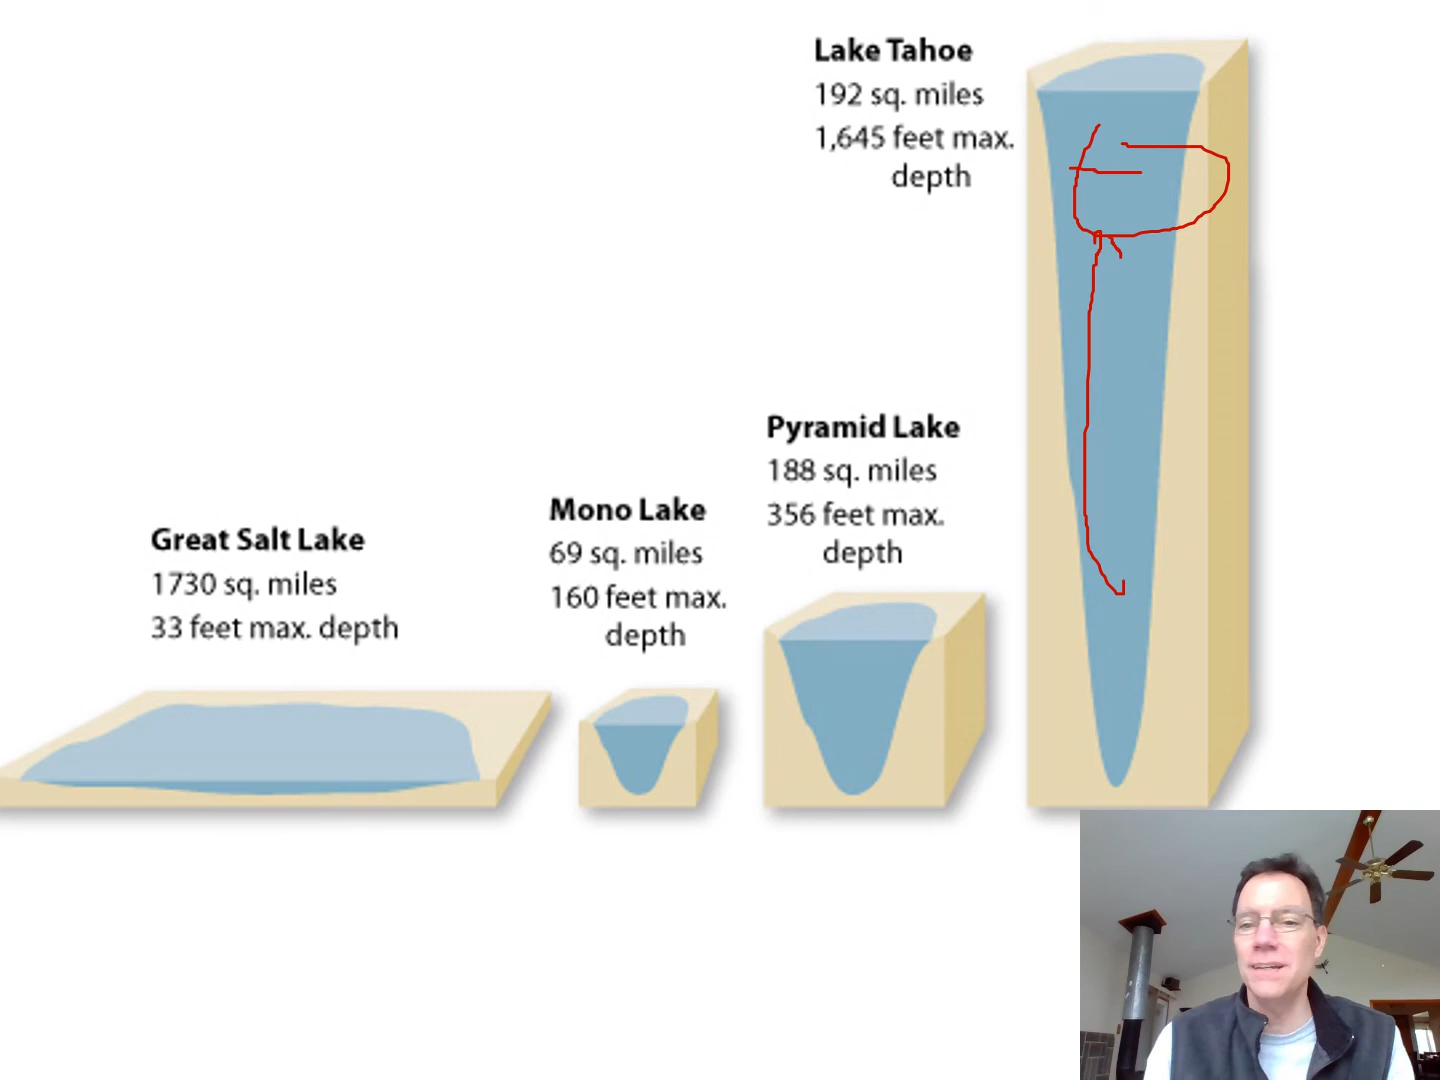 Lake Tahoe
192 sq. miles
1,645 feet max.
depth
Pyramid Lake
188 sq. miles
356 feet max.
depth
Mono Lake
69 sq. miles
160 feet max.
depth
Great Salt Lake
1730 sq. miles
33 feet max. depth